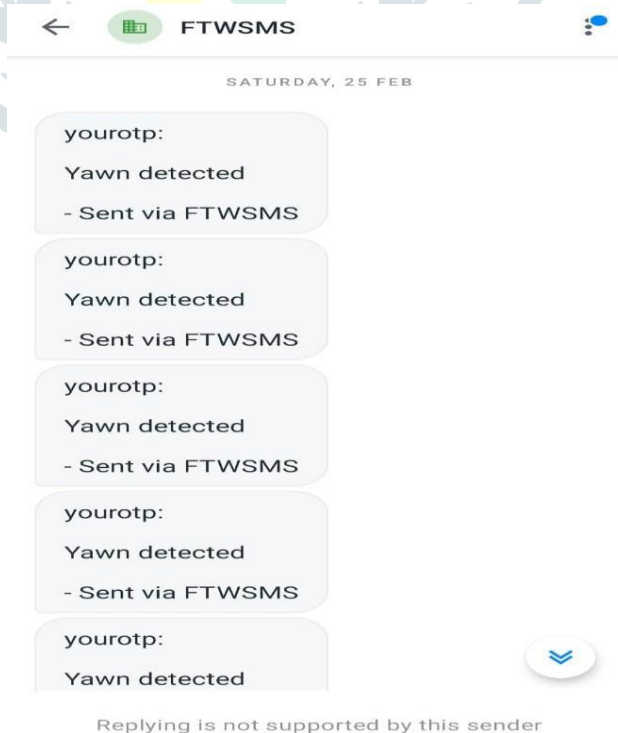 FTWSMS
SATURDAY, 25 FEB
yourotp:
Yawn detected
- Sent via FTWSMS
yourotp:
Yawn detected
- Sent via FTWSMS
yourotp:
Yawn detected
- Sent via FTWSMS
yourotp:
Yawn detected
- Sent via FTWSMS
yourotp:
Yawn detected
Replying is not supported by this sender